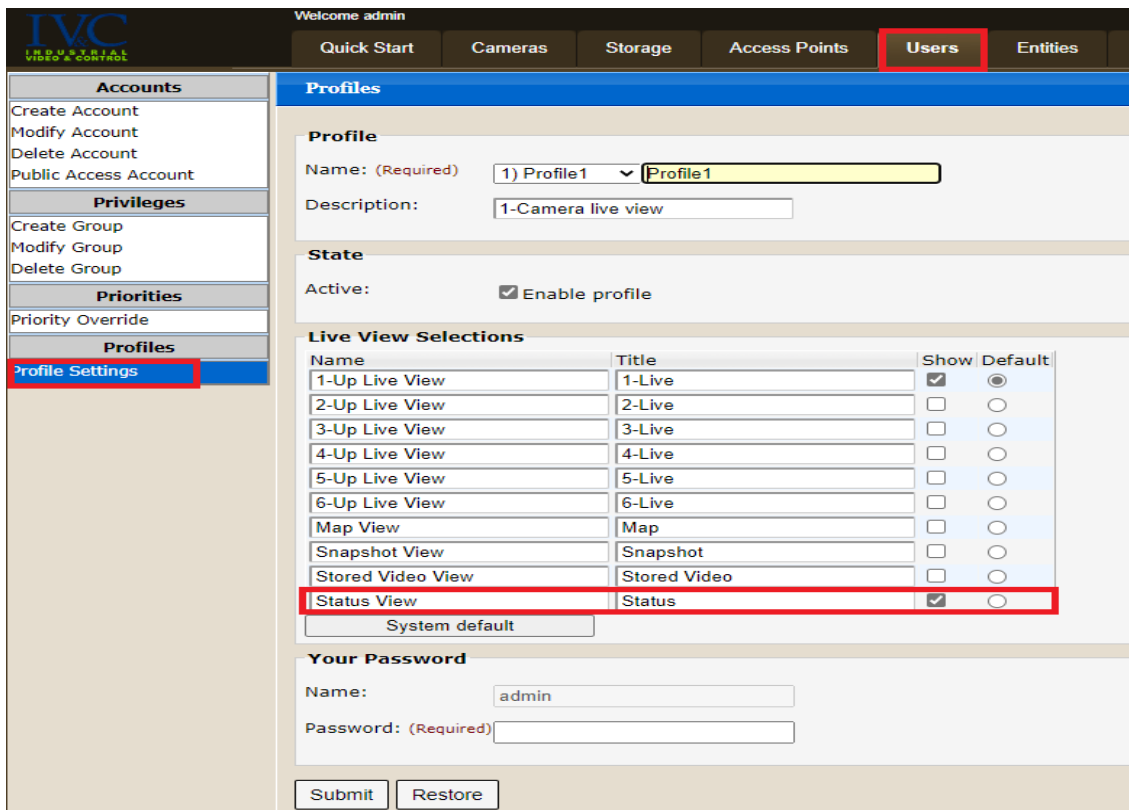 Welcome admin
IV&C
INDUSTRIAL
VIDEO & CONTROL
Quick Start Cameras Storage Access Points Users Entities
Accounts
Create Account
Modify Account
Delete Account
Public Access Account
Privileges
Create Group
Modify Group
Delete Group
Priorities
Priority Override
Profiles
Profile Settings
Profiles
Profile
Name: (Required) 1) Profile1 Profile1
Description: 1-Camera live view
State
Active: Enable profile
Live View Selections
Name Title Show Default
1-Up Live View 1-Live
2-Up Live View 2-Live
3-Up Live View 3-Live
4-Up Live View 4-Live
5-Up Live View 5-Live
6-Up Live View 6-Live
Map View Map
Snapshot View Snapshot
Stored Video View Stored Video
Status View Status
System default
Your Password
Name: admin
Password: (Required)
Submit Restore